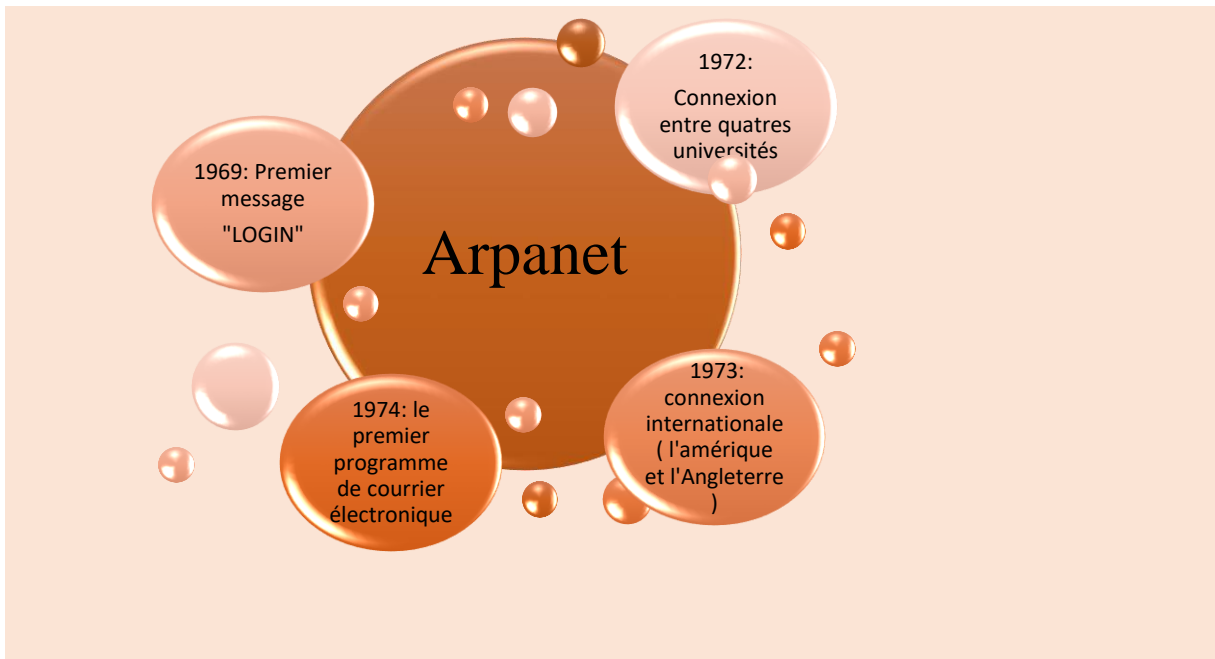 Arpanet
1972:
Connexion
entre quatres
universités
1973:
connexion
internationale
( l'amérique
et l'Angleterre
)
1974: le
premier
programme
de courrier
électronique
1969: Premier
message
"LOGIN"